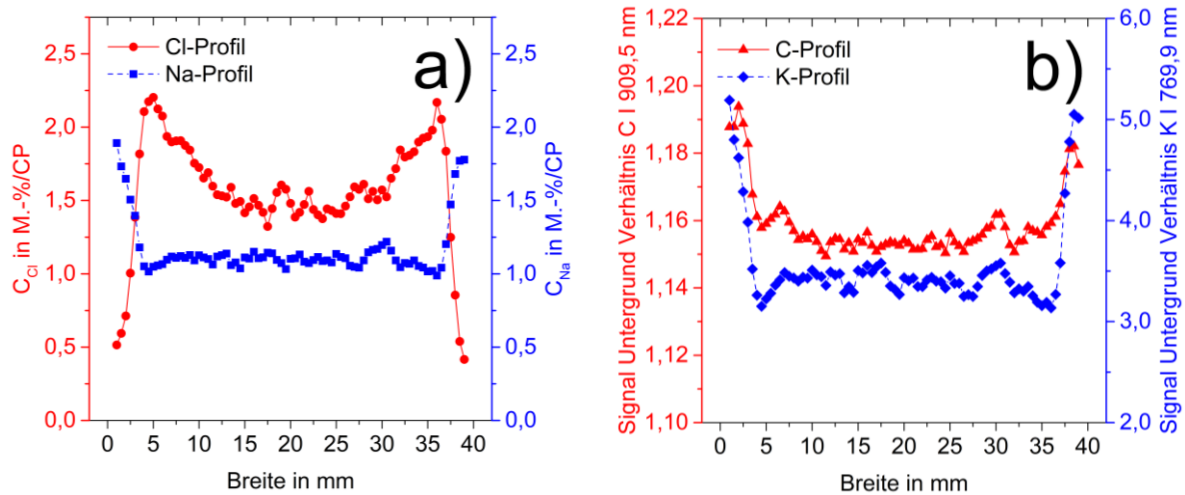 a)
Cl-Profil
Na-Profil
C_Cl in M.-%/CP
2,5
2,0
1,5
1,0
0,5
0,0
C_Na in M.-%/CP
2,5
2,0
1,5
1,0
0,5
0,0
0 5 10 15 20 25 30 35 40
Breite in mm
b)
C-Profil
K-Profil
Signal Untergrund Verhältnis C I 909,5 nm
1,22
1,20
1,18
1,16
1,14
1,12
1,10
Signal Untergrund Verhältnis K I 769,9 nm
6,0
5,0
4,0
3,0
2,0
0 5 10 15 20 25 30 35 40
Breite in mm